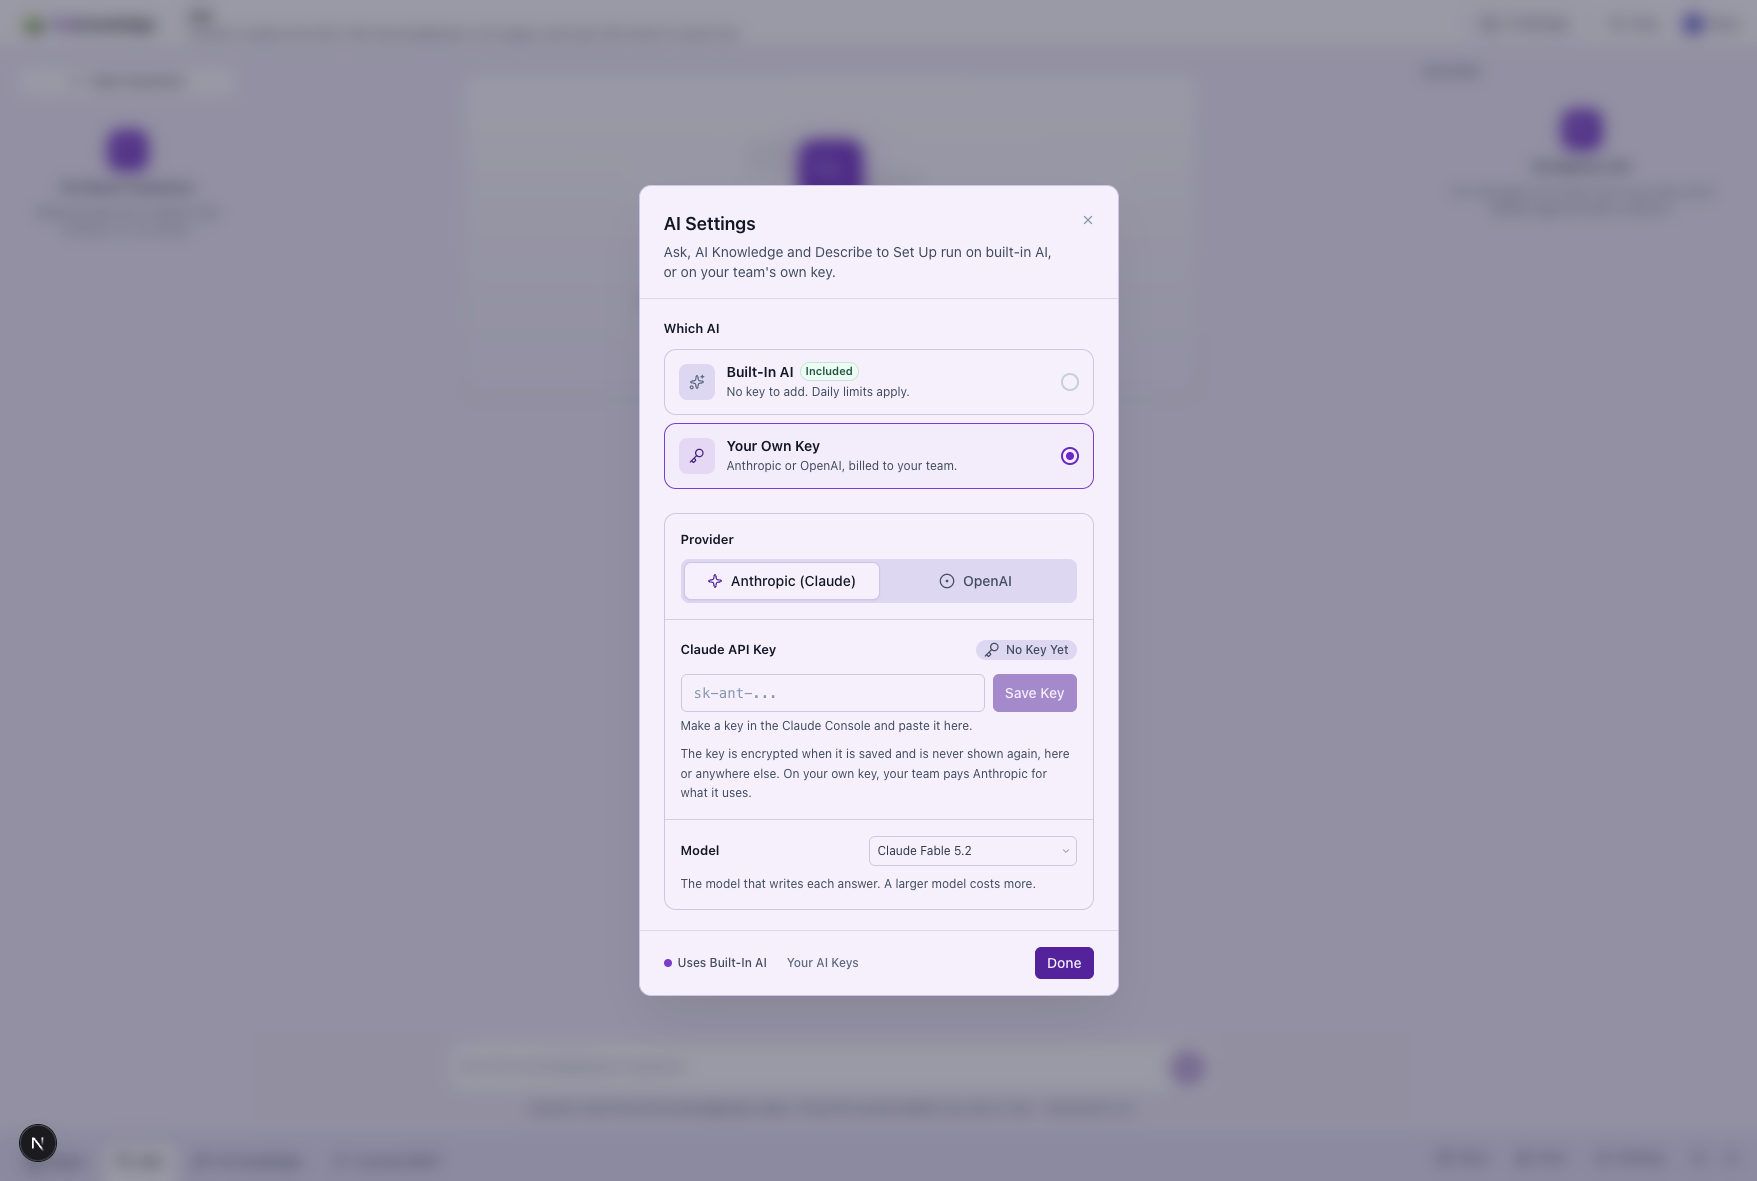 AI Settings
Ask, AI Knowledge and Describe to Set Up run on built-in AI,
or on your team's own key.
Which AI
Built-In AI Included
No key to add. Daily limits apply.
Your Own Key
Anthropic or OpenAI, billed to your team.
Provider
Anthropic (Claude) OpenAI
Claude API Key No Key Yet
sk-ant-... Save Key
Make a key in the Claude Console and paste it here.
The key is encrypted when it is saved and is never shown again, here
or anywhere else. On your own key, your team pays Anthropic for
what it uses.
Model Claude Fable 5.2
The model that writes each answer. A larger model costs more.
Uses Built-In AI Your AI Keys Done
N